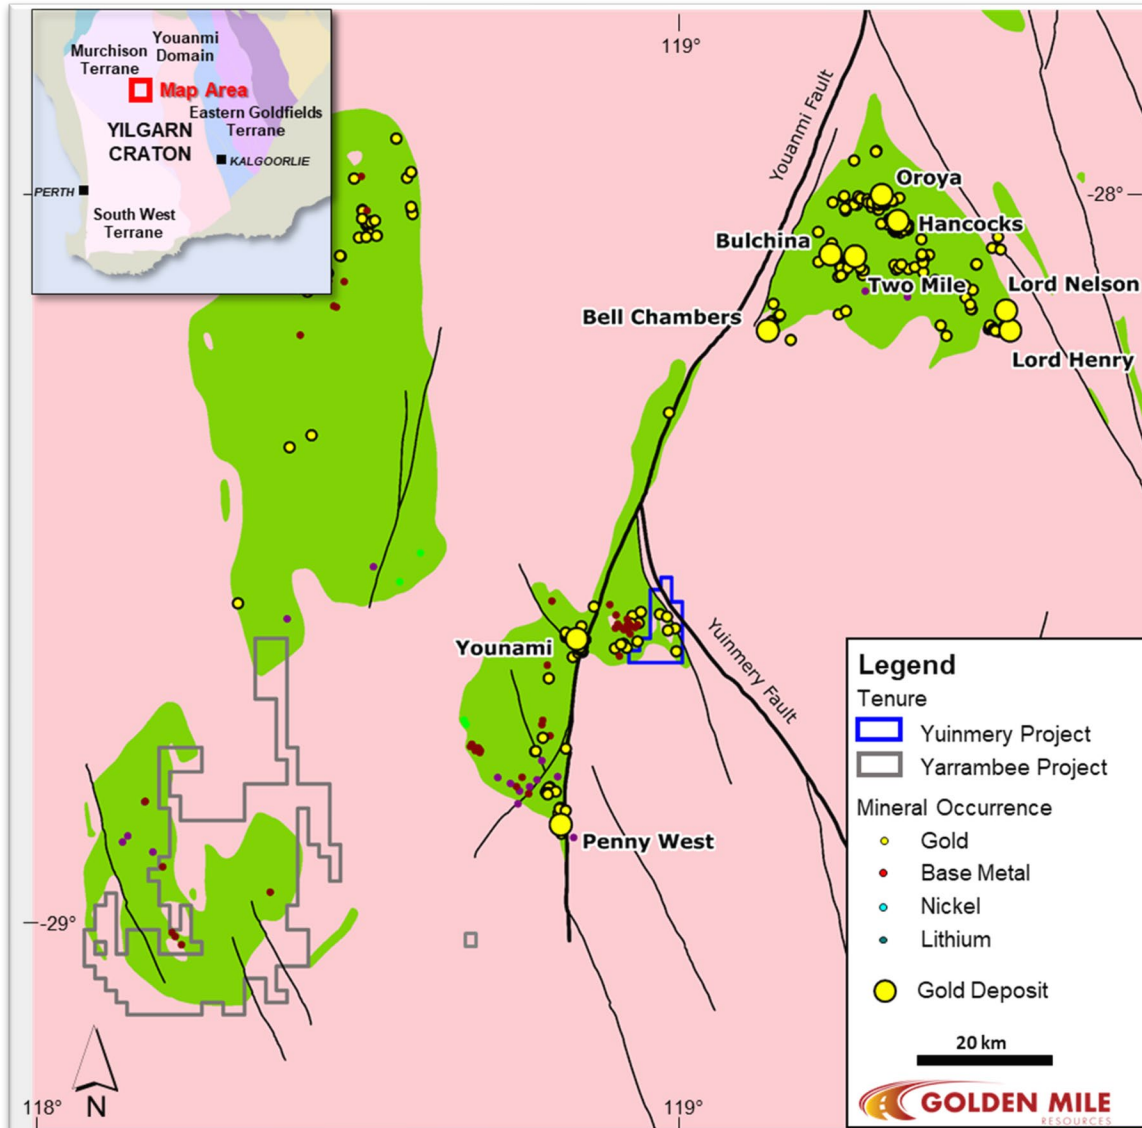 Murchison
Terrane
Youanmi
Domain
Map Area
Eastern Goldfields
Terrane
YILGARN
CRATON
KALGOORLIE
PERTH
South West
Terrane
119°
Youanmi Fault
-28°
Oroya
Hancocks
Bulchina
Two Mile
Lord Nelson
Bell Chambers
Lord Henry
Younami
Yuinmery Fault
Penny West
-29°
118°
119°
N
Legend
Tenure
Yuinmery Project
Yarrambee Project
Mineral Occurrence
Gold
Base Metal
Nickel
Lithium
Gold Deposit
20 km
GOLDEN MILE
RESOURCES